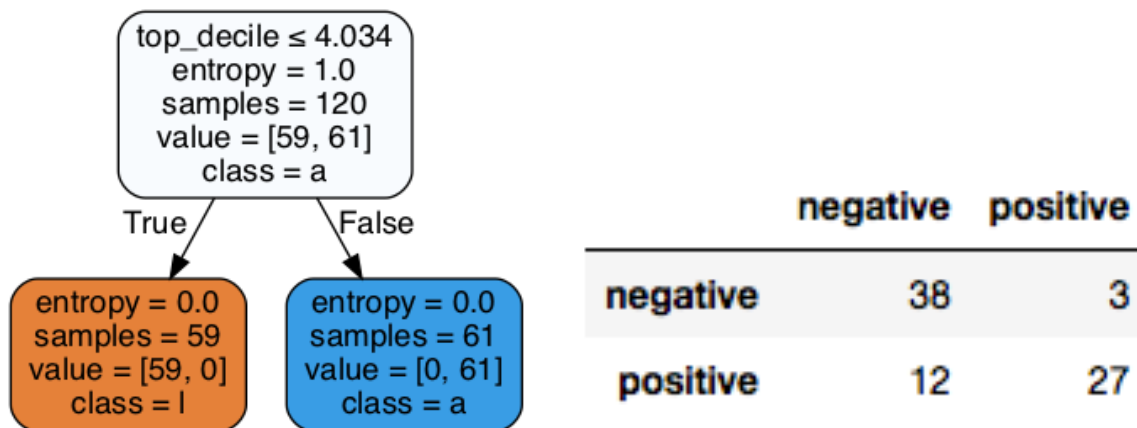 top_decile ≤ 4.034
entropy = 1.0
samples = 120
value = [59, 61]
class = a
True
False
entropy = 0.0
samples = 59
value = [59, 0]
class = l
entropy = 0.0
samples = 61
value = [0, 61]
class = a
negative positive
negative 38 3
positive 12 27